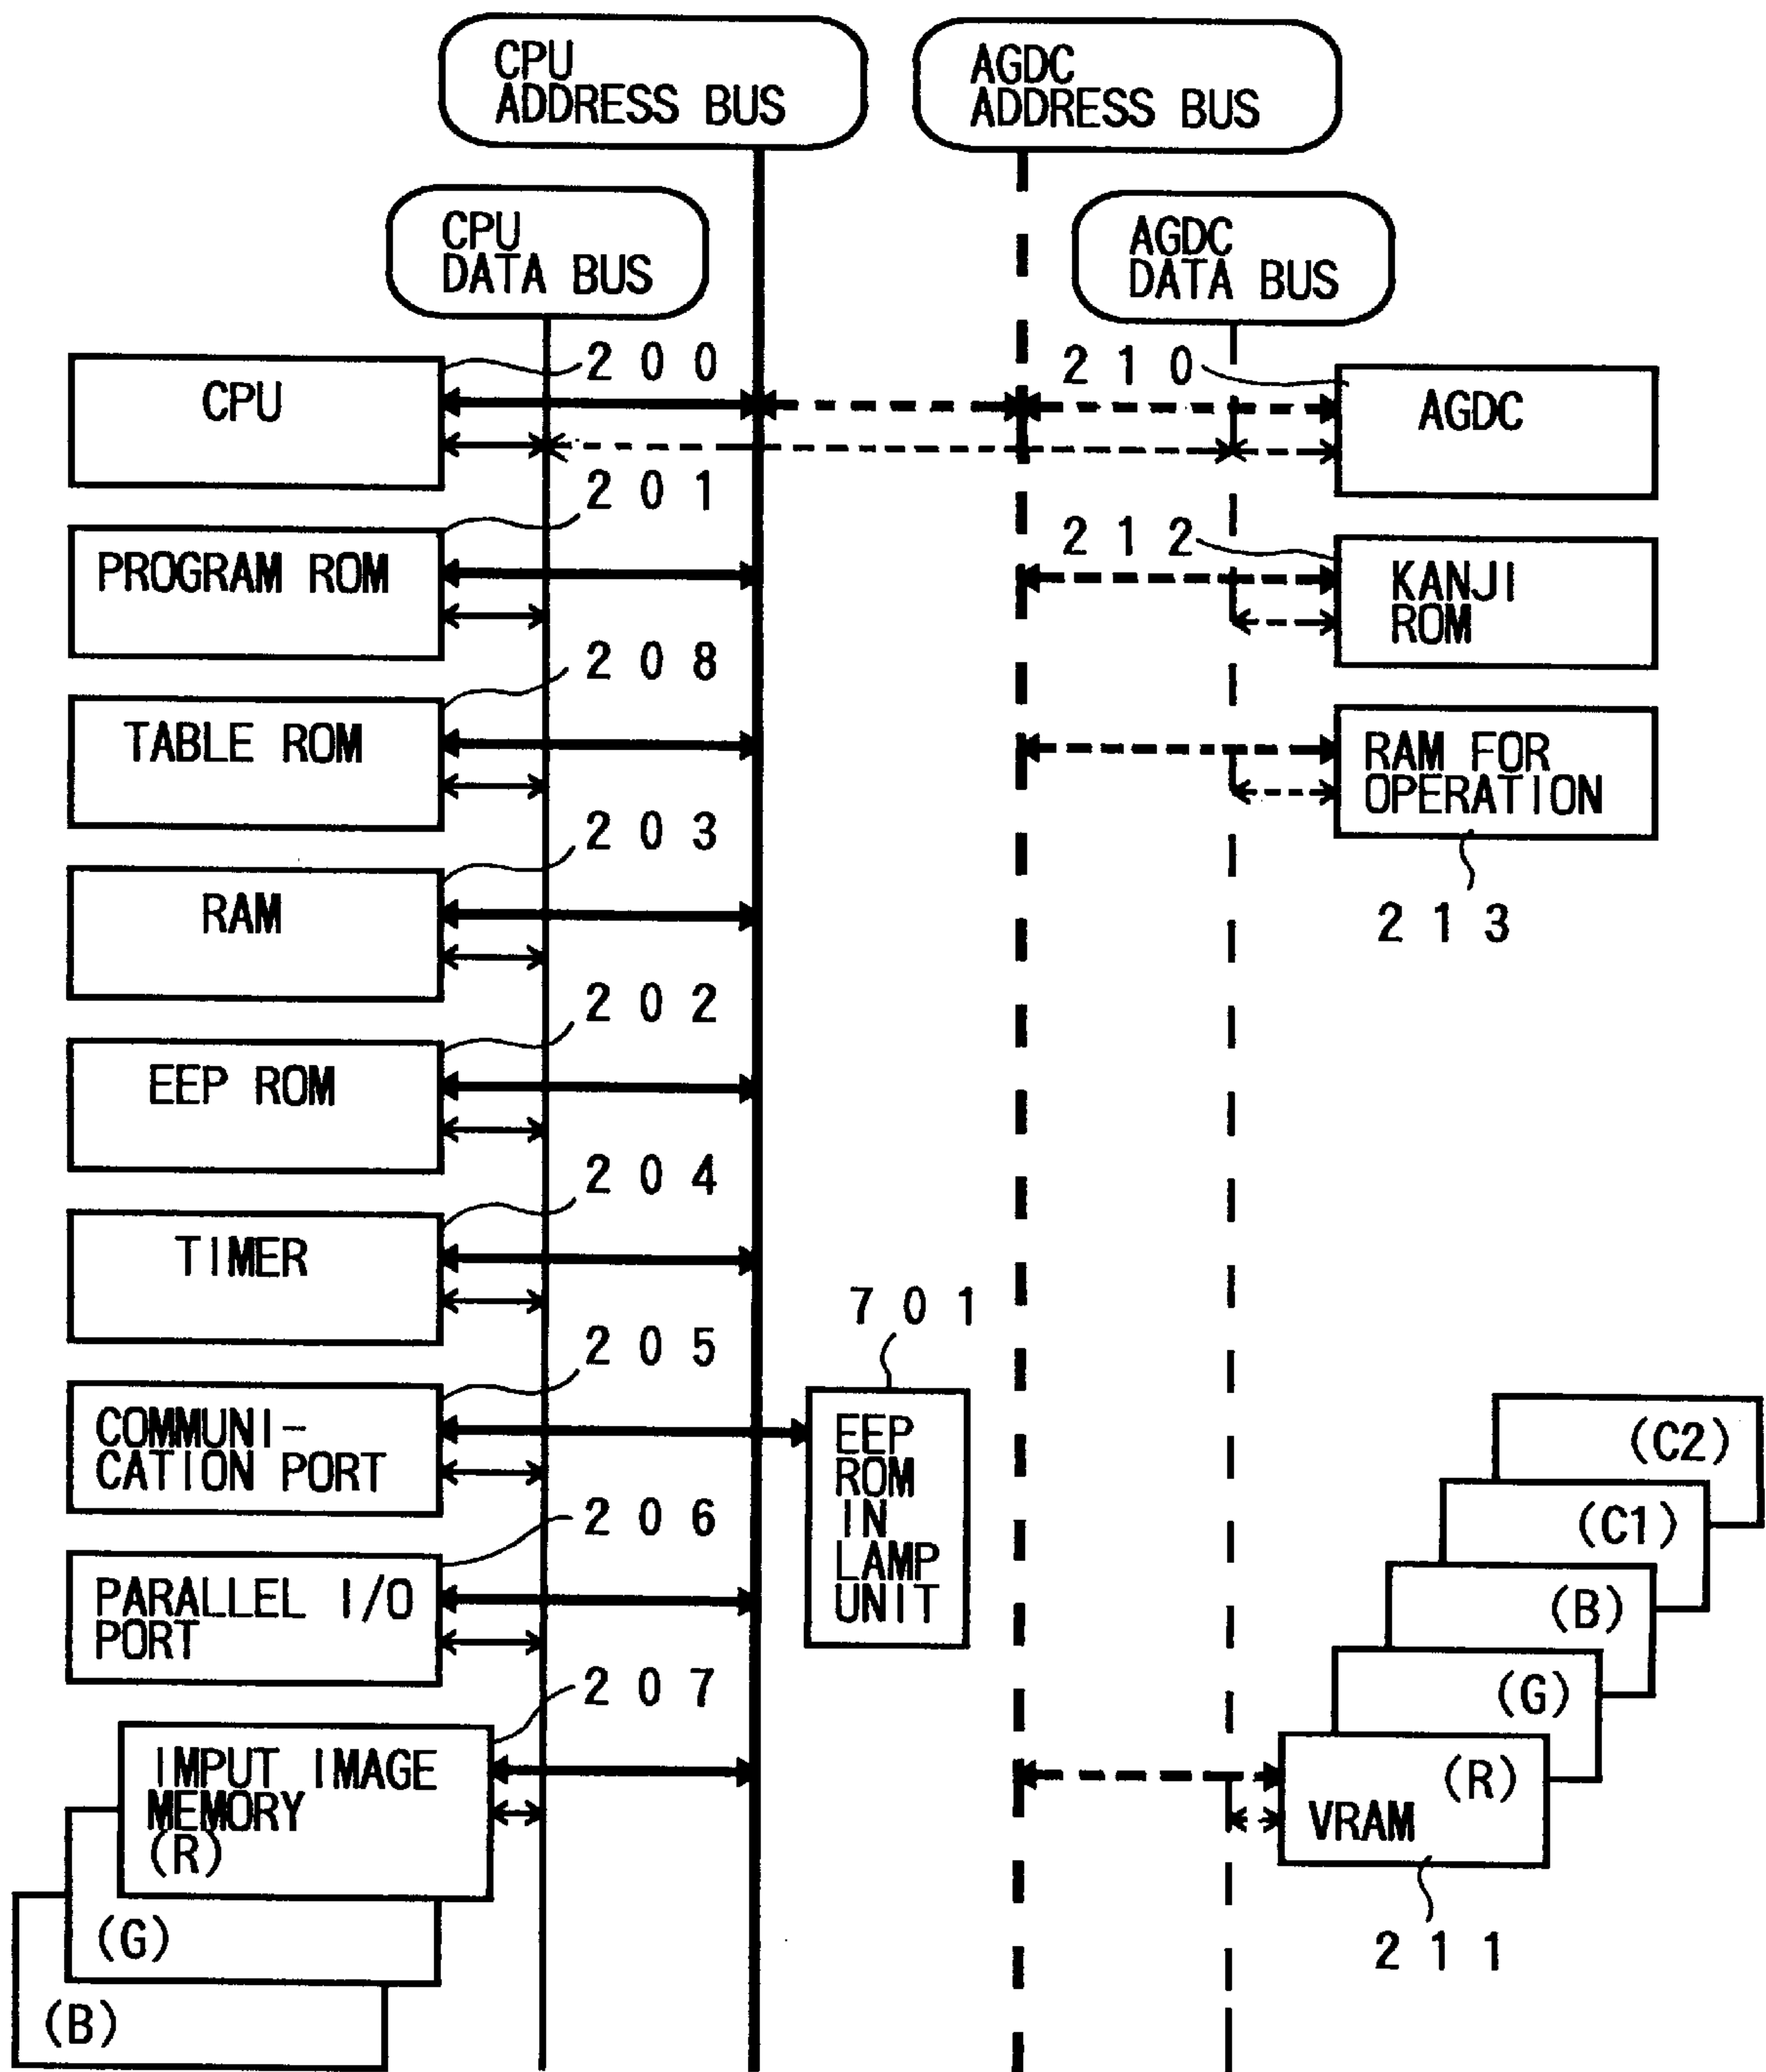 CPU
ADDRESS BUS
AGDC
ADDRESS BUS
CPU
DATA BUS
AGDC
DATA BUS
200
CPU
210
AGDC
201
PROGRAM ROM
212
KANJI
ROM
208
TABLE ROM
RAM FOR
OPERATION
213
203
RAM
202
EEP ROM
204
TIMER
205
COMMUNI-
CATION PORT
701
EEP
ROM
IN
LAMP
UNIT
206
PARALLEL I/O
PORT
207
IMPUT IMAGE
MEMORY
(R)
(G)
(B)
(C2)
(C1)
(B)
(G)
(R)
VRAM
211